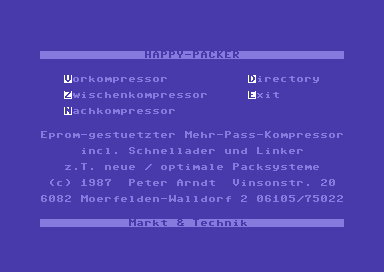 HAPPY-PACKER
Vorkompressor Directory
Zwischenkompressor Exit
Nachkompressor
Eprom-gestuetzter Mehr-Pass-Kompressor
incl. Schnellader und Linker
z.T. neue / optimale Packsysteme
(c) 1987 Peter Arndt Vinsonstr. 20
6082 Moerfelden-Walldorf 2 06105/75022
Markt & Technik